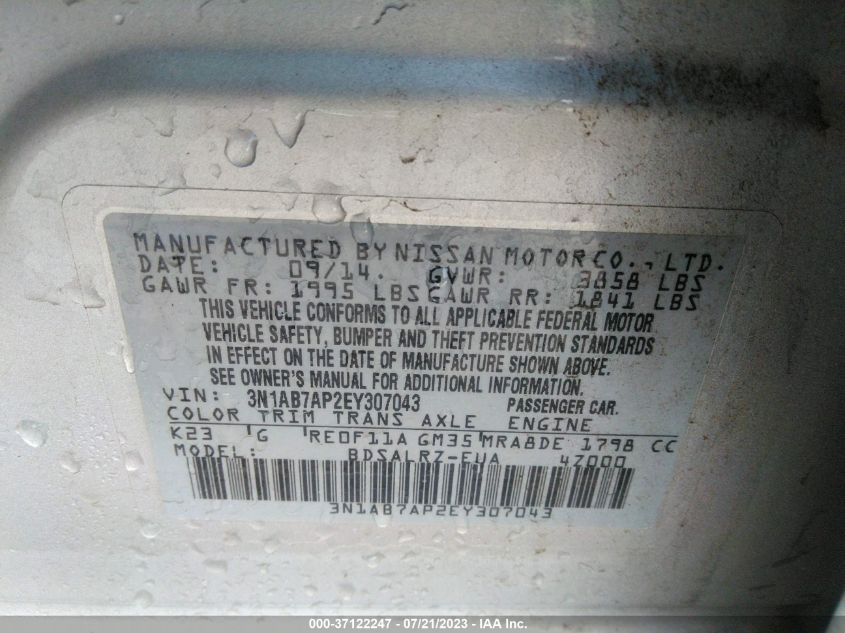 MANUFACTURED BY NISSAN MOTOR CO., LTD.
DATE: 09/14. GVWR: 3858 LBS
GAWR FR: 1995 LBS GAWR RR: 1841 LBS
THIS VEHICLE CONFORMS TO ALL APPLICABLE FEDERAL MOTOR
VEHICLE SAFETY, BUMPER AND THEFT PREVENTION STANDARDS
IN EFFECT ON THE DATE OF MANUFACTURE SHOWN ABOVE.
SEE OWNER'S MANUAL FOR ADDITIONAL INFORMATION.
VIN: 3N1AB7AP2EY307043 PASSENGER CAR.
COLOR TRIM TRANS AXLE ENGINE
K23 G RE0F11A GM35 MRA8DE 1798 CC
MODEL: BDSALRZ-EUA 4Z000
3N1AB7AP2EY307043
000-37122247 - 07/21/2023 - IAA Inc.